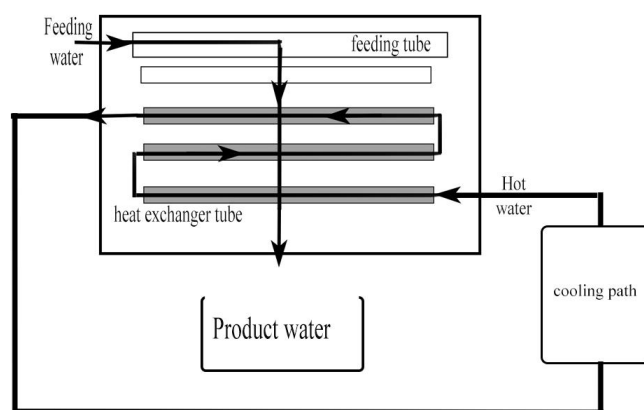 Feeding
water
feeding tube
heat exchanger tube
Hot
water
cooling path
Product water